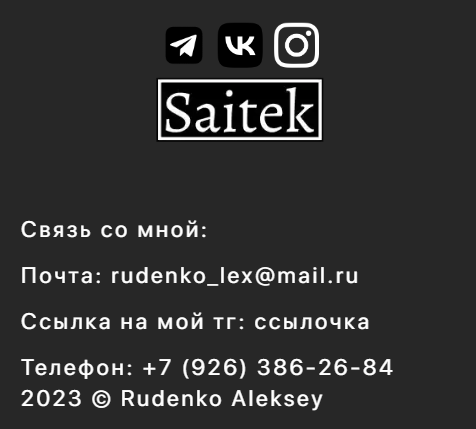 Saitek
Связь со мной:
Почта: rudenko_lex@mail.ru
Ссылка на мой тг: ссылочка
Телефон: +7 (926) 386-26-84
2023 © Rudenko Aleksey